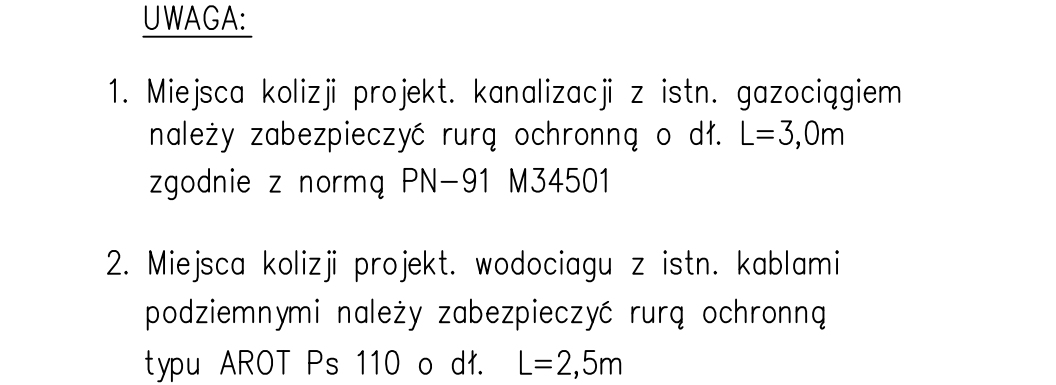 UWAGA:
1. Miejsca kolizji projekt. kanalizacji z istn. gazociągiem
należy zabezpieczyć rurą ochronną o dł. L=3,0m
zgodnie z normą PN-91 M34501
2. Miejsca kolizji projekt. wodociagu z istn. kablami
podziemnymi należy zabezpieczyć rurą ochronną
typu AROT Ps 110 o dł. L=2,5m